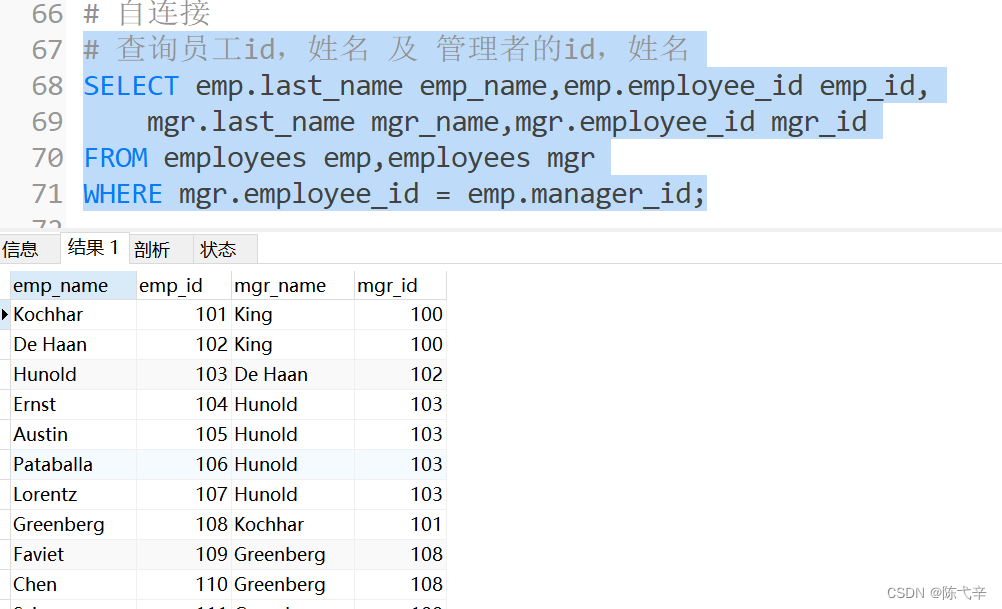 66 # 自连接
67 # 查询员工id，姓名 及 管理者的id，姓名
68 SELECT emp.last_name emp_name,emp.employee_id emp_id,
69 mgr.last_name mgr_name,mgr.employee_id mgr_id
70 FROM employees emp,employees mgr
71 WHERE mgr.employee_id = emp.manager_id;
72
信息 结果 1 剖析 状态
emp_name emp_id mgr_name mgr_id
Kochhar 101 King 100
De Haan 102 King 100
Hunold 103 De Haan 102
Ernst 104 Hunold 103
Austin 105 Hunold 103
Pataballa 106 Hunold 103
Lorentz 107 Hunold 103
Greenberg 108 Kochhar 101
Faviet 109 Greenberg 108
Chen 110 Greenberg 108
CSDN @陈弋辛